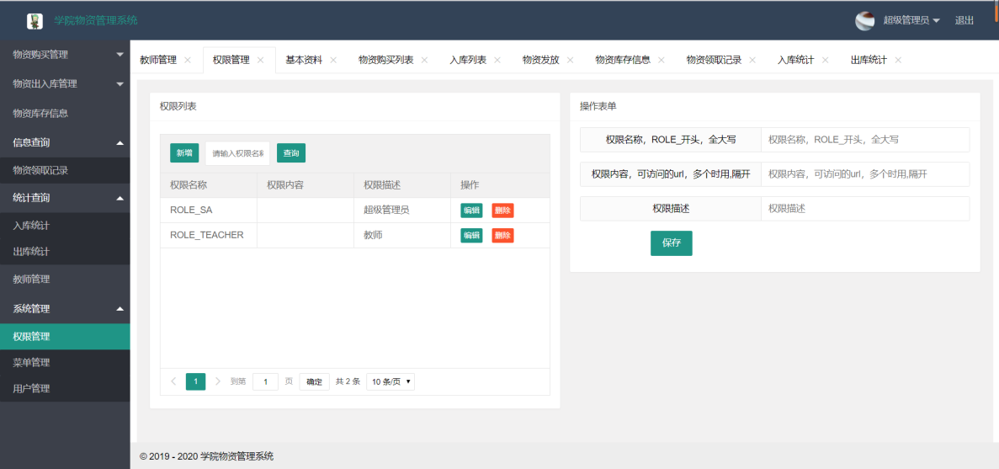 学院物资管理系统
超级管理员 退出
物资购买管理
物资出入库管理
物资库存信息
信息查询
物资领取记录
统计查询
入库统计
出库统计
教师管理
系统管理
权限管理
菜单管理
用户管理
教师管理 × 权限管理 × 基本资料 × 物资购买列表 × 入库列表 × 物资发放 × 物资库存信息 × 物资领取记录 × 入库统计 × 出库统计 ×
权限列表
新增 请输入权限名称 查询
权限名称 权限内容 权限描述 操作
ROLE_SA 超级管理员 编辑 删除
ROLE_TEACHER 教师 编辑 删除
1 到第 1 页 确定 共 2 条 10 条/页
操作表单
权限名称，ROLE_开头，全大写 权限名称，ROLE_开头，全大写
权限内容，可访问的url，多个时用,隔开 权限内容，可访问的url，多个时用,隔开
权限描述 权限描述
保存
© 2019 - 2020 学院物资管理系统